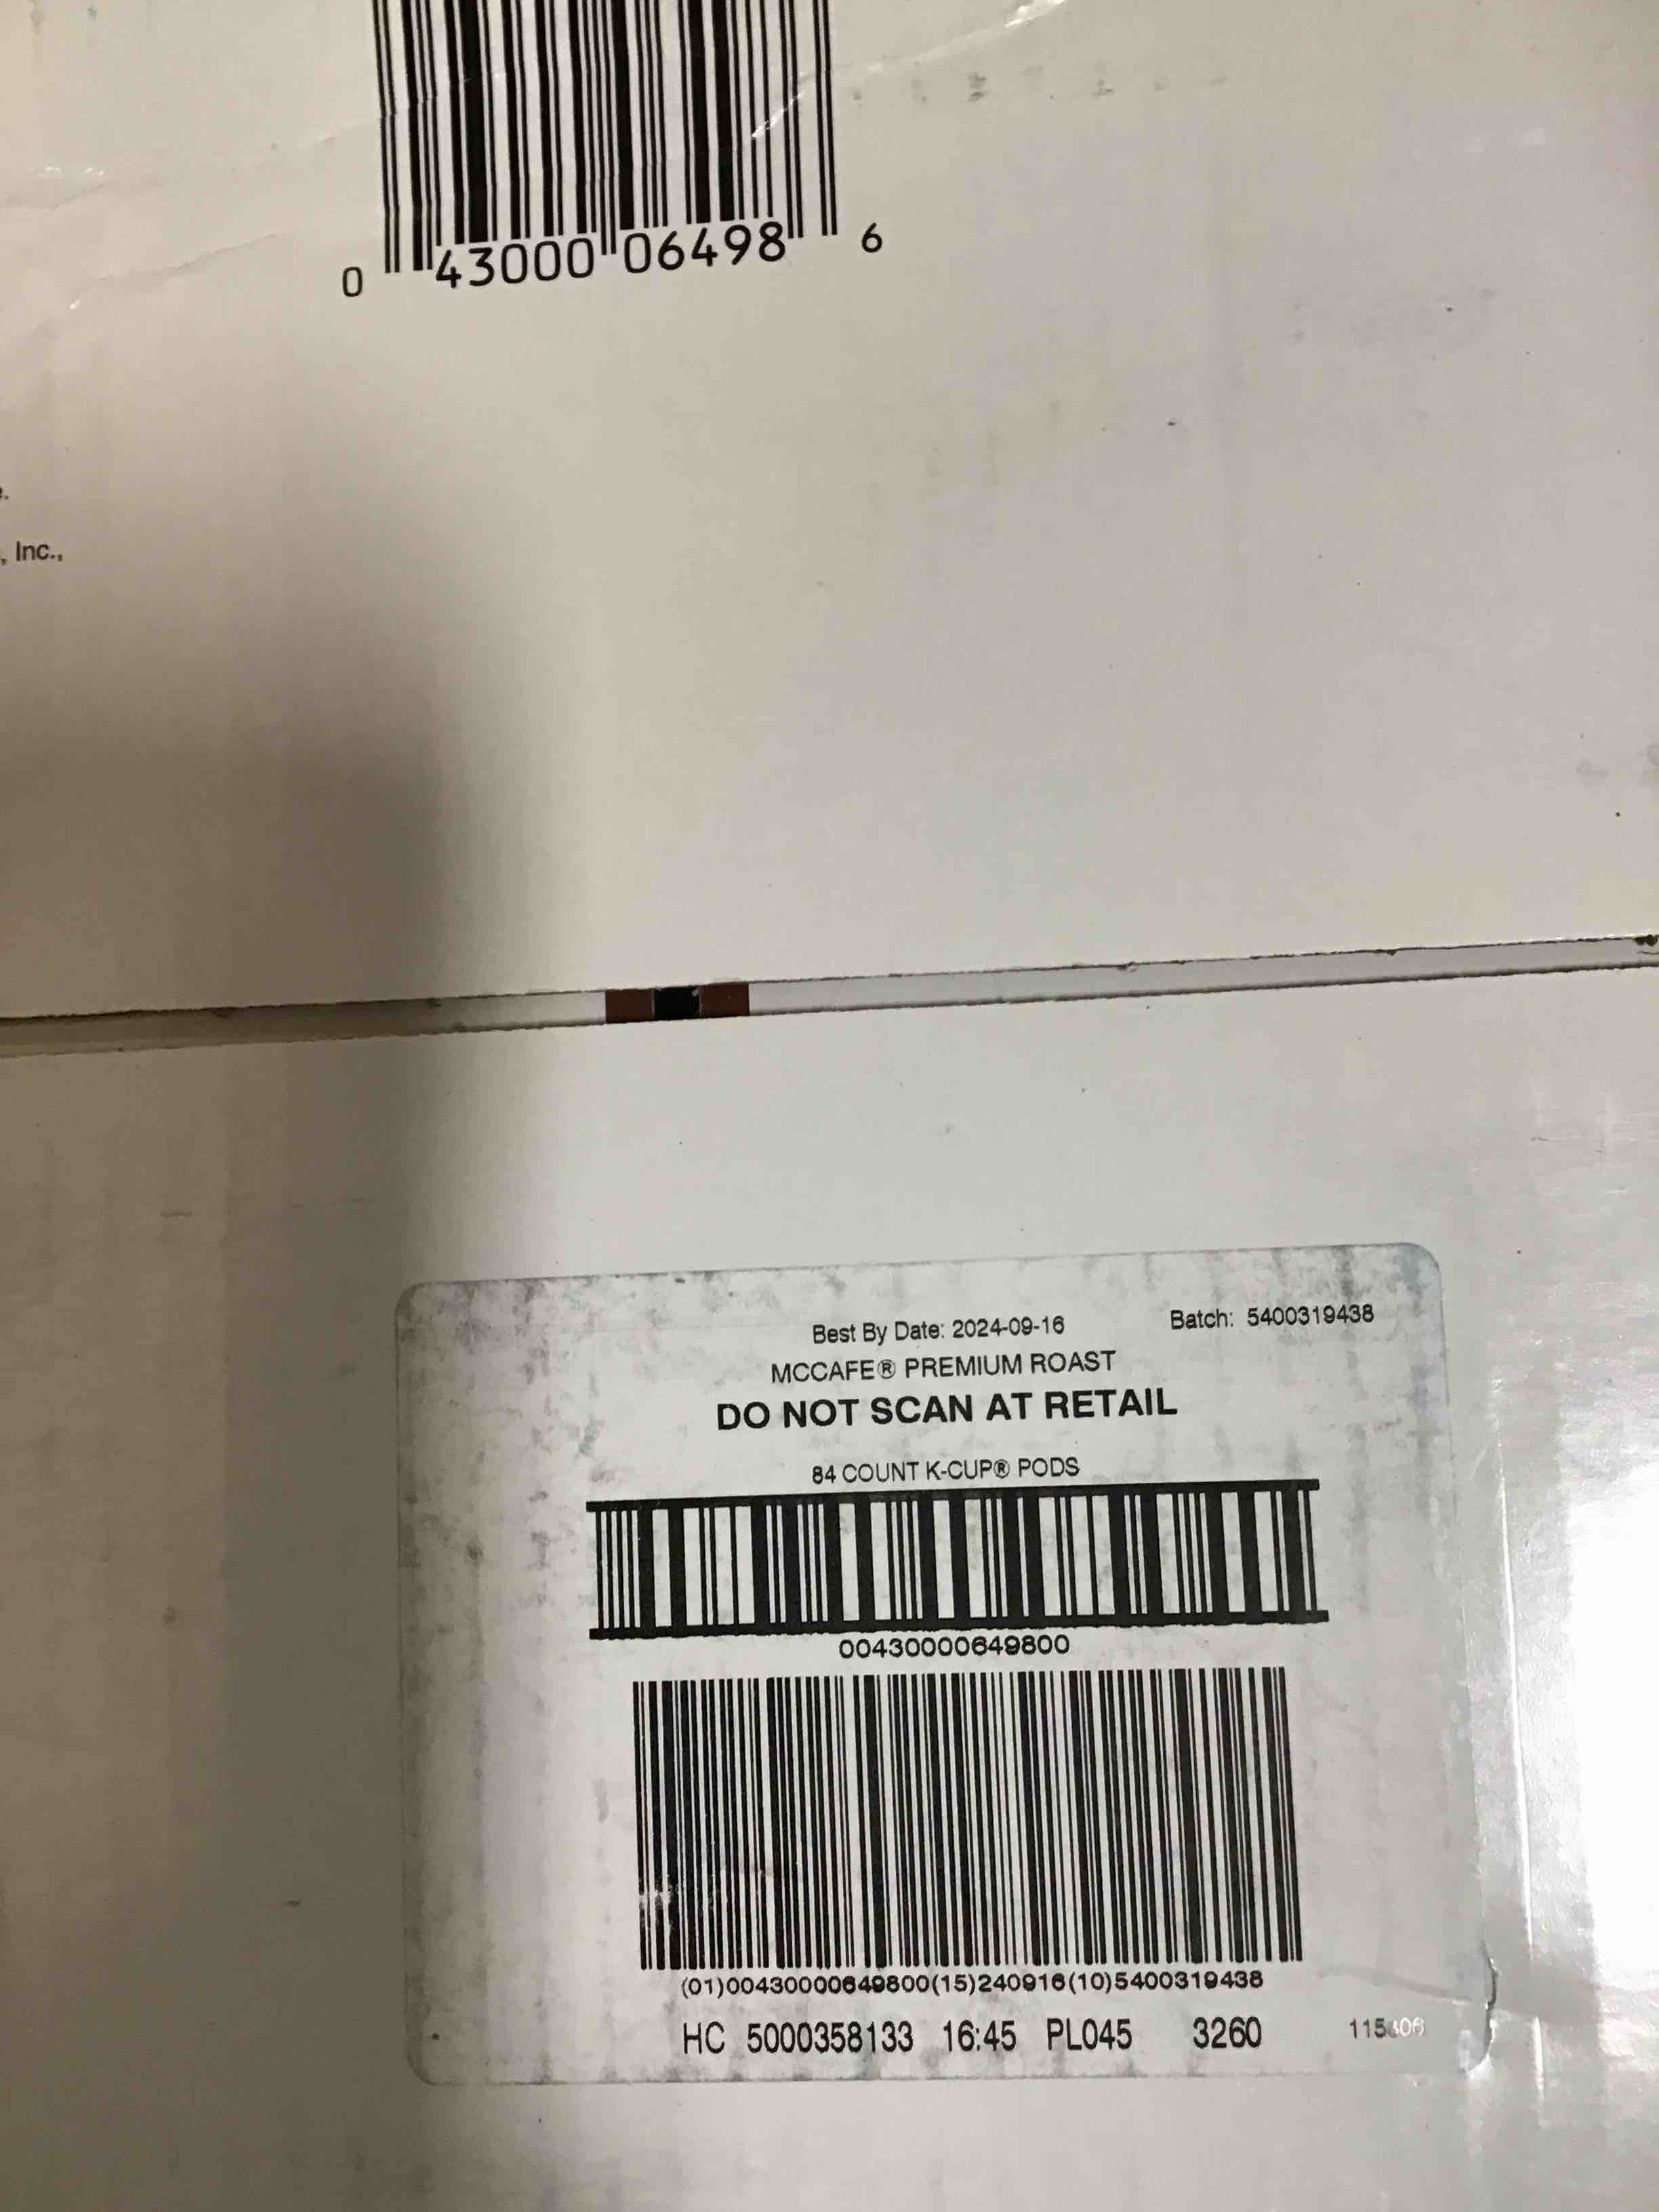 0 43000 06498 6
, Inc.,
Best By Date: 2024-09-16 Batch: 5400319438
MCCAFE® PREMIUM ROAST
DO NOT SCAN AT RETAIL
84 COUNT K-CUP® PODS
00430000649800
(01)00430000649800(15)240916(10)5400319438
HC 5000358133 16:45 PL045 3260